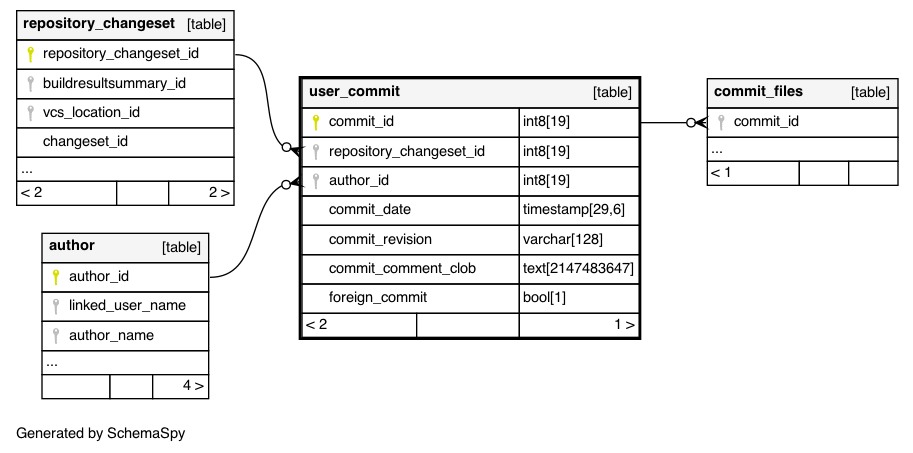 repository_changeset [table]
repository_changeset_id
buildresultsummary_id
vcs_location_id
changeset_id
...
< 2 2 >
author [table]
author_id
linked_user_name
author_name
...
4 >
user_commit [table]
commit_id int8[19]
repository_changeset_id int8[19]
author_id int8[19]
commit_date timestamp[29,6]
commit_revision varchar[128]
commit_comment_clob text[2147483647]
foreign_commit bool[1]
< 2 1 >
commit_files [table]
commit_id
...
< 1
Generated by SchemaSpy